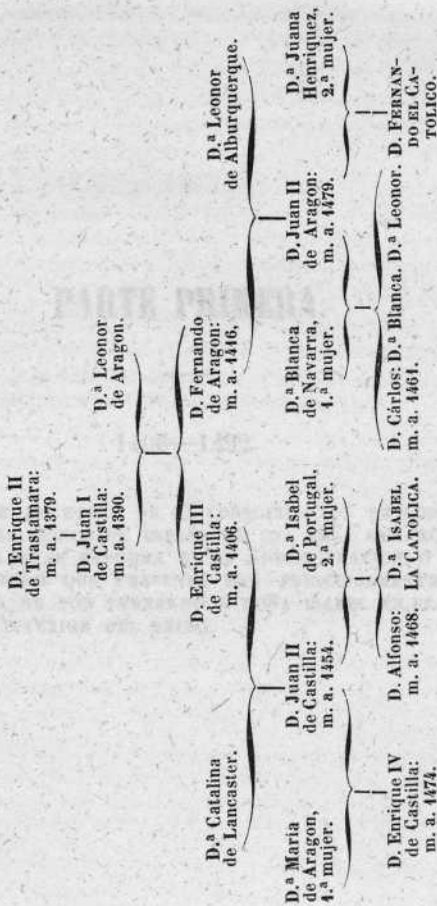 D. Enrique II
de Trastamara:
m. a. 1379.
D. Juan I
de Castilla:
m. a. 1390.
D.ª Leonor
de Aragon.
D.ª Catalina
de Lancaster.
D. Enrique III
de Castilla:
m. a. 1406.
D. Fernando
de Aragon:
m. a. 1416,
D.ª Leonor
de Alburquerque.
D.ª Maria
de Aragon,
1.ª mujer.
D. Juan II
de Castilla:
m. a. 1454.
D.ª Isabel
de Portugal,
2.ª mujer.
D.ª Blanca
de Navarra,
1.ª mujer.
D. Juan II
de Aragon:
m. a. 1479.
D.ª Juana
Henriquez,
2.ª mujer.
D. Enrique IV
de Castilla:
m. a. 1474.
D. Alfonso:
m. a. 1468.
D.ª ISABEL
LA CATOLICA.
D. Cárlos:
m. a. 1461.
D.ª Blanca.
D.ª Leonor.
D. FERNAN-
DO EL CA-
TOLICO.